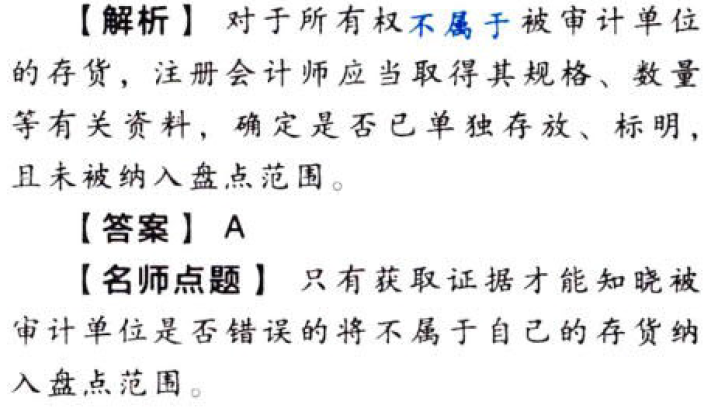 【解析】 对于所有权不属于被审计单位
的存货，注册会计师应当取得其规格、数量
等有关资料，确定是否已单独存放、标明，
且未被纳入盘点范围。
【答案】 A
【名师点题】 只有获取证据才能知晓被
审计单位是否错误的将不属于自己的存货纳
入盘点范围。